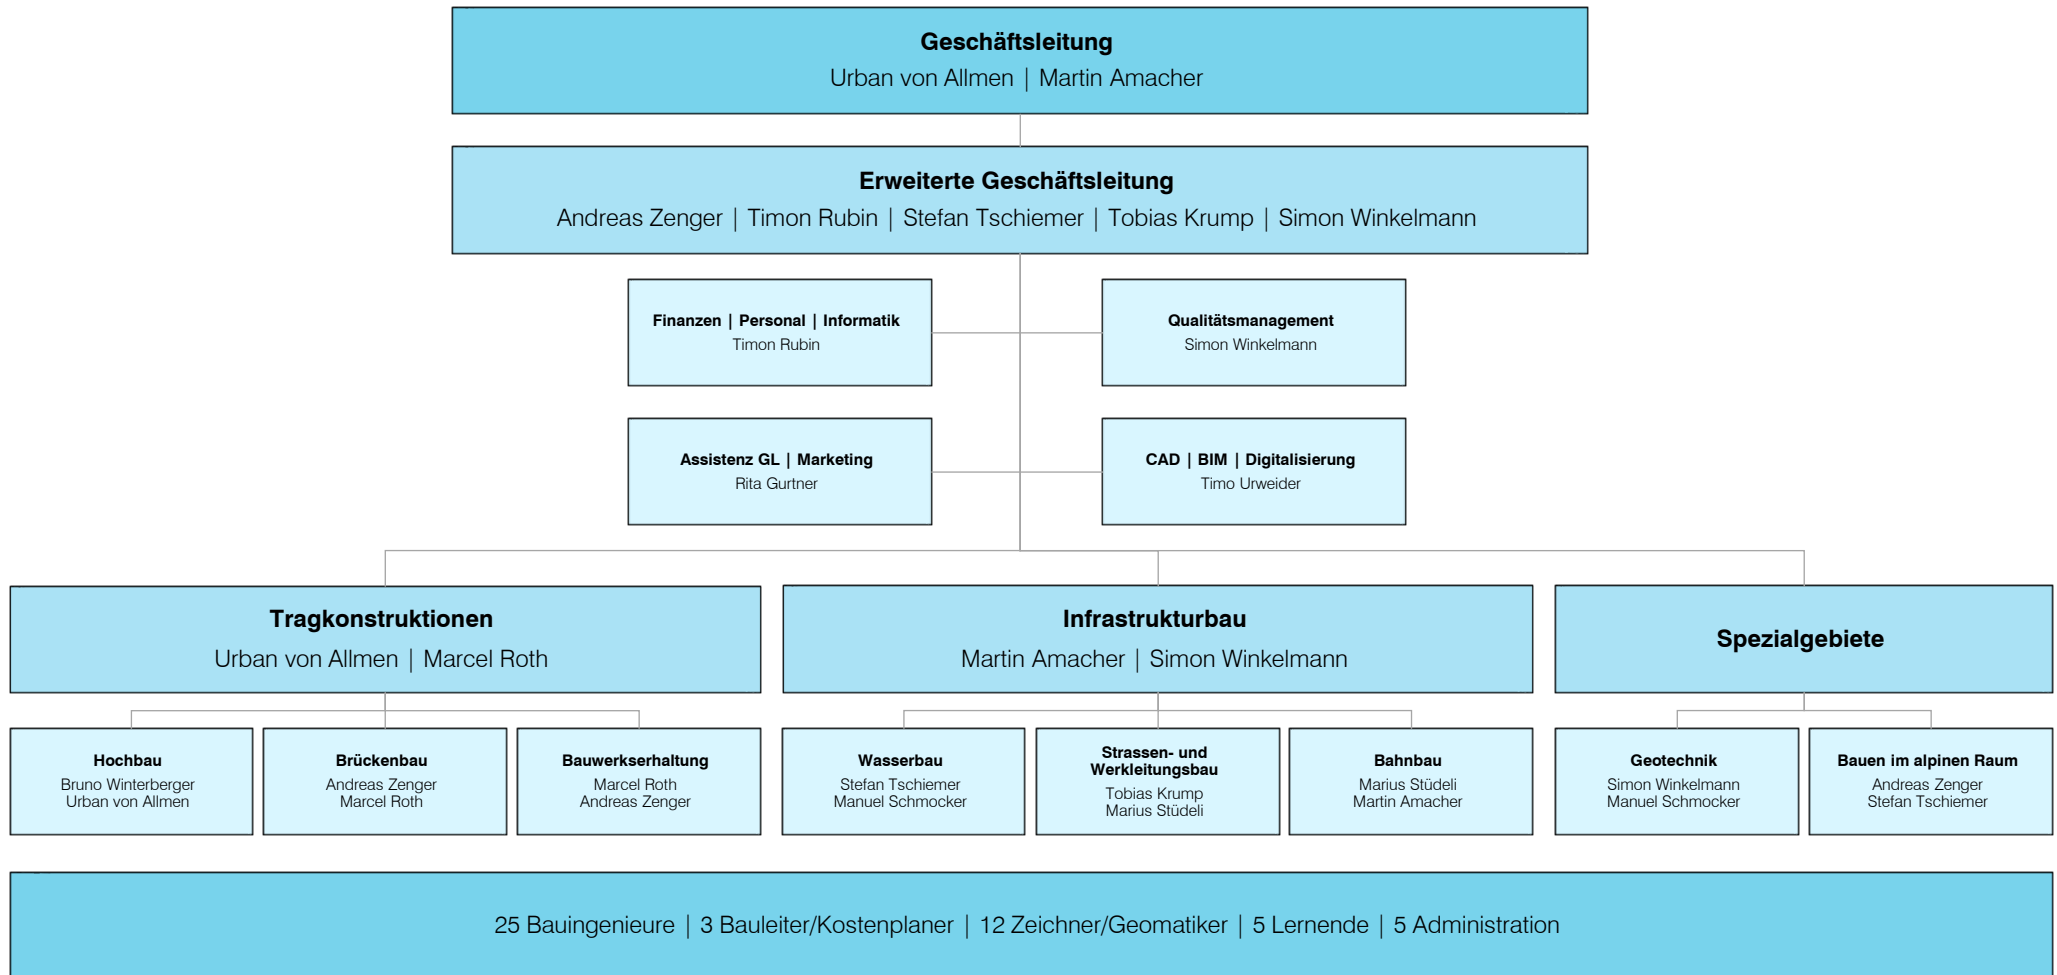 Geschäftsleitung
Urban von Allmen | Martin Amacher
Erweiterte Geschäftsleitung
Andreas Zenger | Timon Rubin | Stefan Tschiemer | Tobias Krump | Simon Winkelmann
Finanzen | Personal | Informatik
Timon Rubin
Qualitätsmanagement
Simon Winkelmann
Assistenz GL | Marketing
Rita Gurtner
CAD | BIM | Digitalisierung
Timo Urweider
Tragkonstruktionen
Urban von Allmen | Marcel Roth
Infrastrukturbau
Martin Amacher | Simon Winkelmann
Spezialgebiete
Hochbau
Bruno Winterberger
Urban von Allmen
Brückenbau
Andreas Zenger
Marcel Roth
Bauwerkserhaltung
Marcel Roth
Andreas Zenger
Wasserbau
Stefan Tschiemer
Manuel Schmocker
Strassen- und
Werkleitungsbau
Tobias Krump
Marius Stüdeli
Bahnbau
Marius Stüdeli
Martin Amacher
Geotechnik
Simon Winkelmann
Manuel Schmocker
Bauen im alpinen Raum
Andreas Zenger
Stefan Tschiemer
25 Bauingenieure | 3 Bauleiter/Kostenplaner | 12 Zeichner/Geomatiker | 5 Lernende | 5 Administration